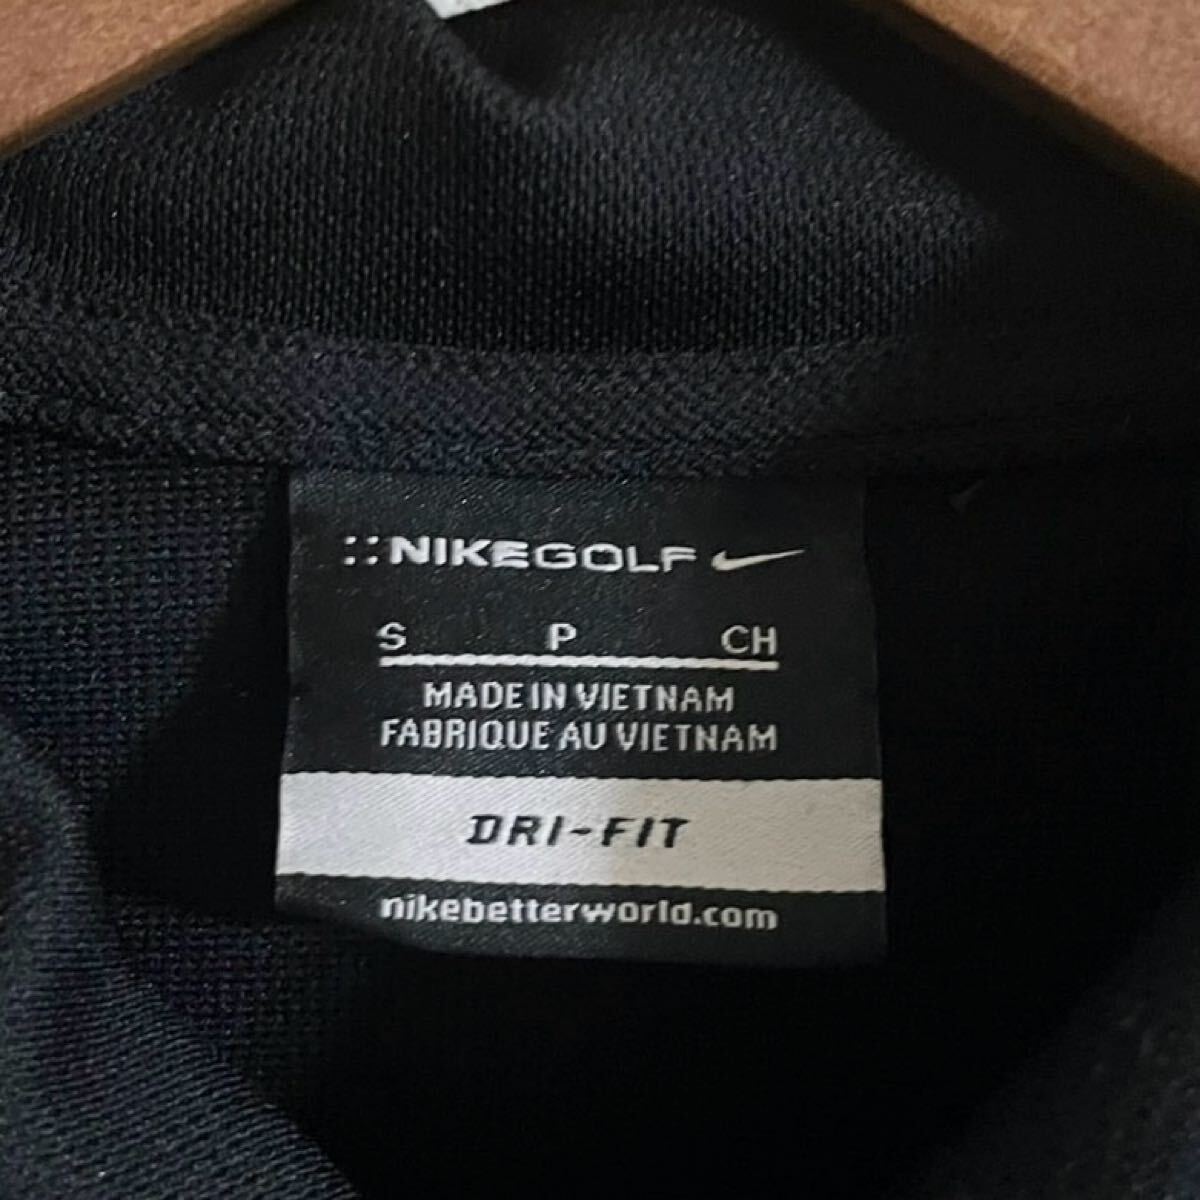 NIKEGOLF
S P CH
MADE IN VIETNAM
FABRIQUE AU VIETNAM
DRI-FIT
nikebetterworld.com